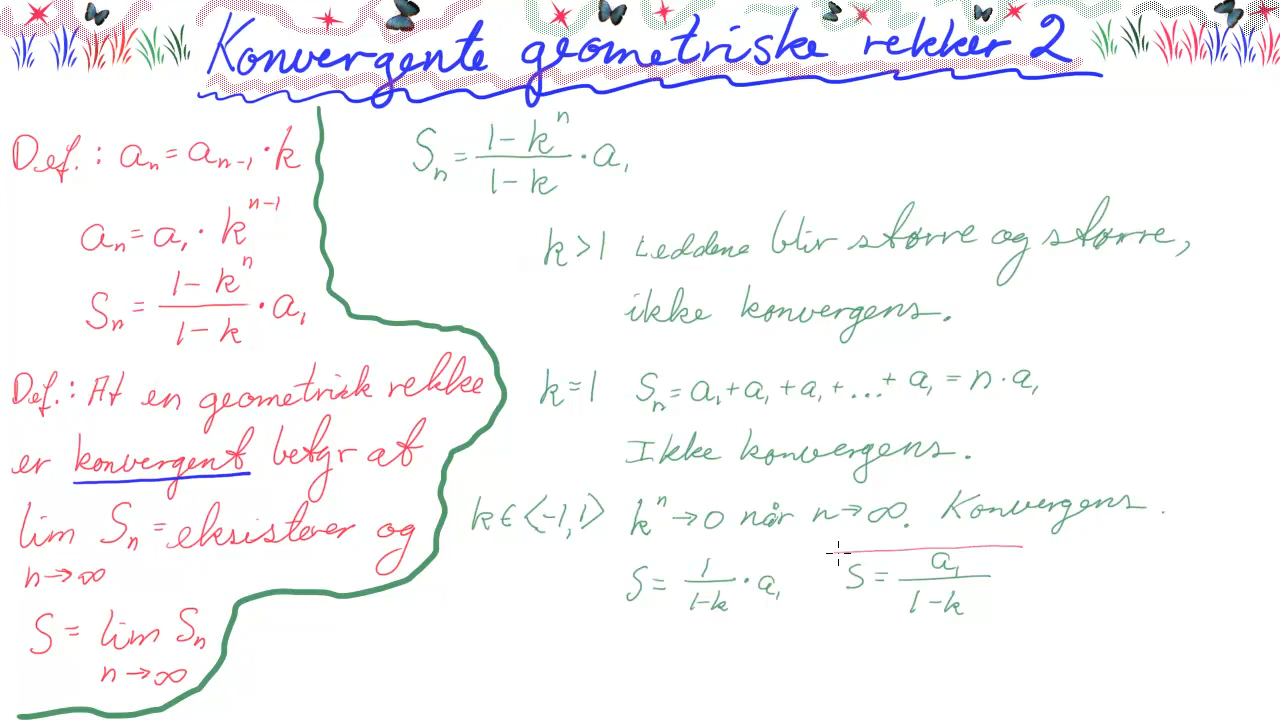 Konvergente geometriske rekker 2
Def.: aₙ = aₙ₋₁ · k
aₙ = a₁ · kⁿ⁻¹
Sₙ = (1 - kⁿ)/(1 - k) · a₁
Def.: At en geometrisk rekke
er konvergent betyr at
lim Sₙ = eksisterer og
n → ∞
S = lim Sₙ
n → ∞
Sₙ = (1 - kⁿ)/(1 - k) · a₁
k > 1 Leddene blir større og større,
ikke konvergens.
k = 1 Sₙ = a₁ + a₁ + a₁ + ... + a₁ = n · a₁
Ikke konvergens.
k ∈ ⟨-1, 1⟩ kⁿ → 0 når n → ∞. Konvergens.
S = 1/(1-k) · a₁ S = a₁/(1-k)